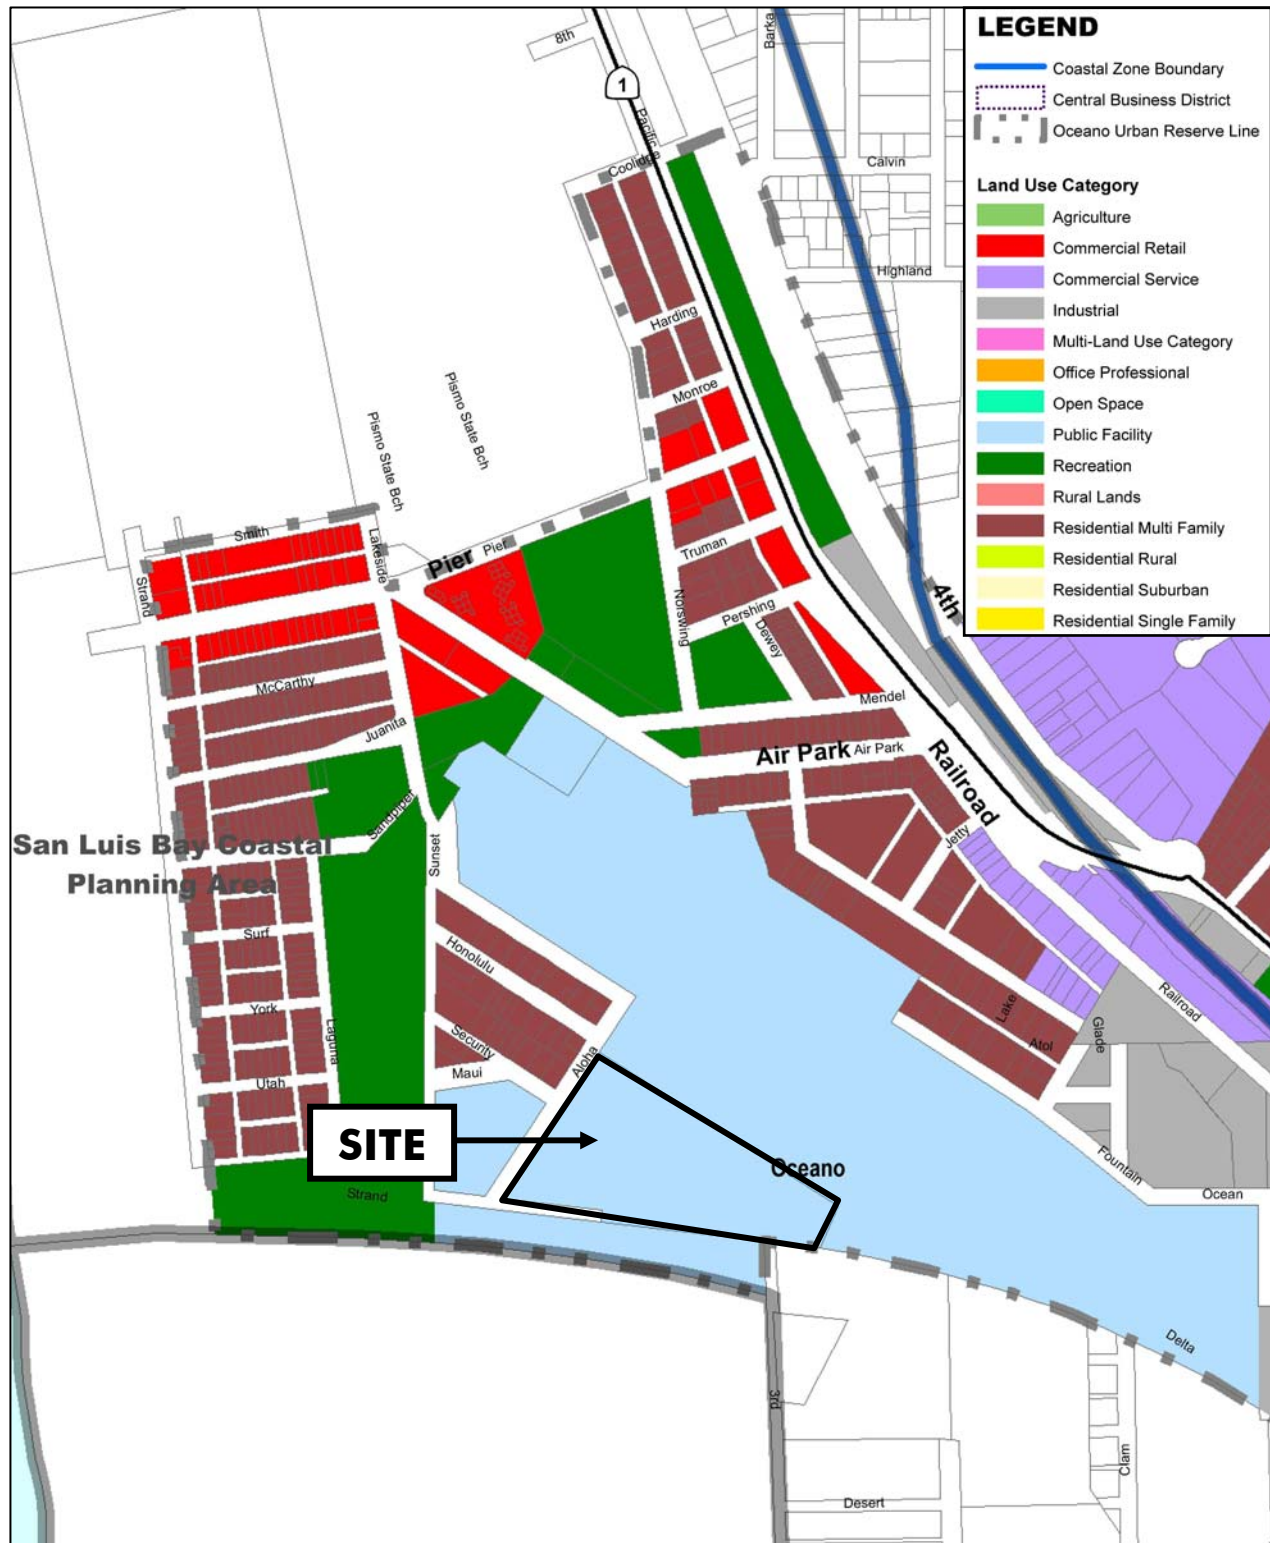 LEGEND
Coastal Zone Boundary
Central Business District
Oceano Urban Reserve Line
Land Use Category
Agriculture
Commercial Retail
Commercial Service
Industrial
Multi-Land Use Category
Office Professional
Open Space
Public Facility
Recreation
Rural Lands
Residential Multi Family
Residential Rural
Residential Suburban
Residential Single Family
8th
Barka
1
Pacific
Coolidge
Calvin
Highland
Harding
Monroe
Pismo State Bch
Pismo State Bch
Smith
Lakeside
Pier
Pier
Strand
Truman
Norswing
Pershing
Dewey
4th
McCarthy
Juanita
Mendel
Air Park
Air Park
Railroad
Jetty
Sandpiper
Sunset
San Luis Bay Coastal
Planning Area
Surf
Honolulu
York
Laguna
Security
Maui
Aloha
Utah
Lake
Atol
Glade
Railroad
SITE
Oceano
Fountain
Ocean
Strand
Delta
3rd
Clam
Desert